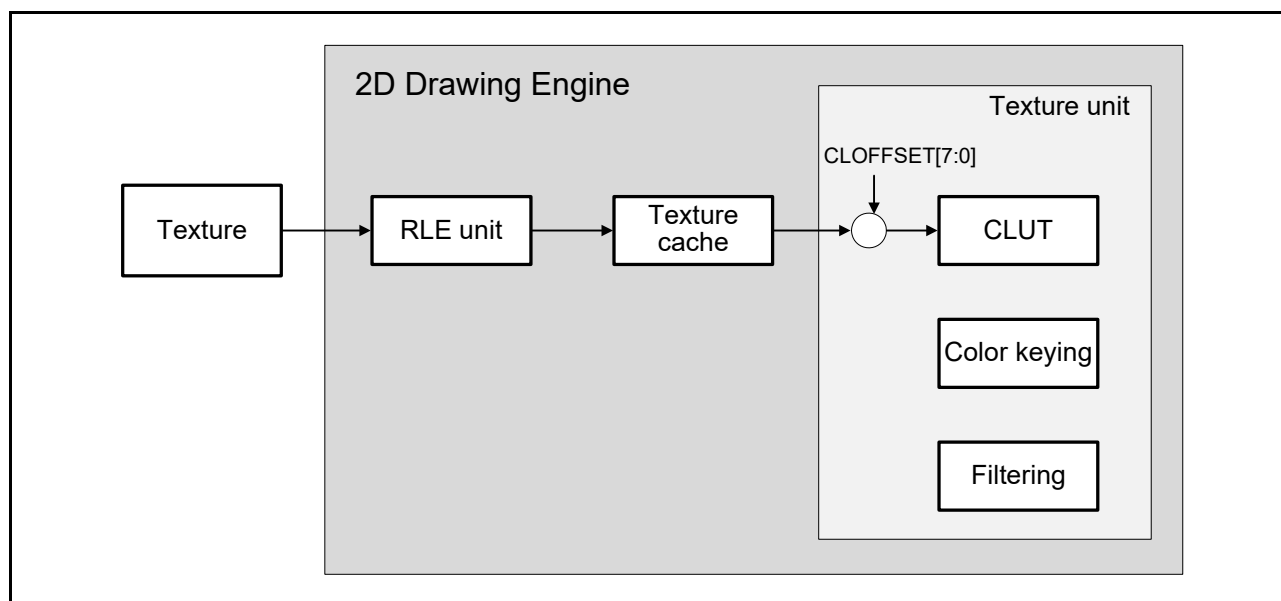 2D Drawing Engine
Texture unit
CLOFFSET[7:0]
Texture
RLE unit
Texture
cache
CLUT
Color keying
Filtering